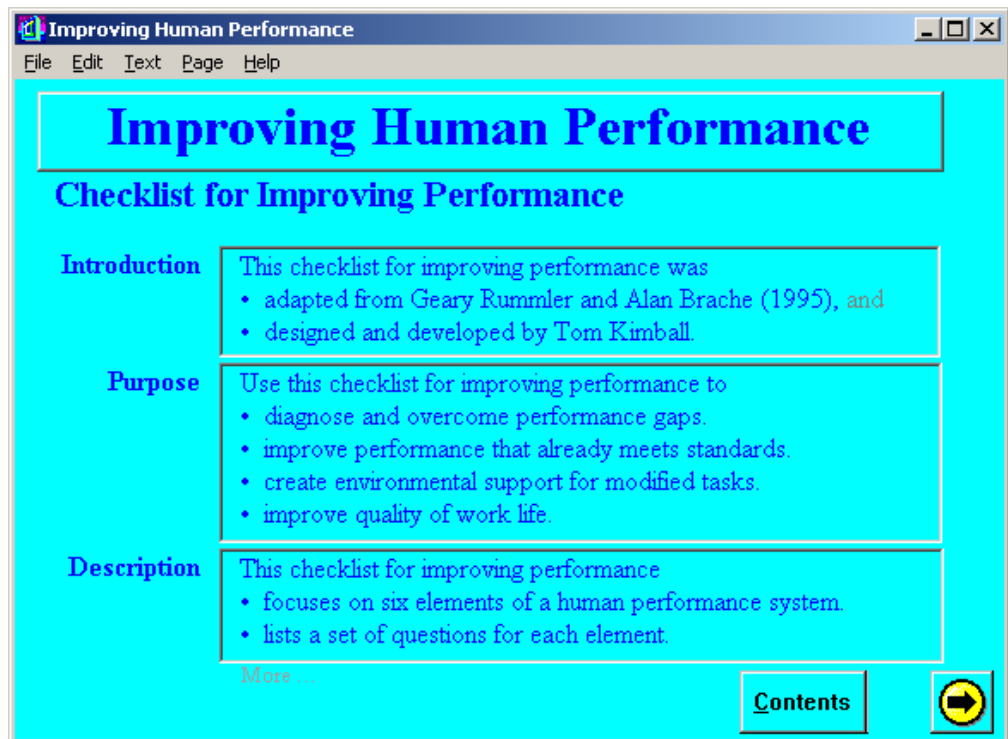 Improving Human Performance
File Edit Text Page Help
Improving Human Performance
Checklist for Improving Performance
Introduction
This checklist for improving performance was
• adapted from Geary Rummler and Alan Brache (1995), and
• designed and developed by Tom Kimball.
Purpose
Use this checklist for improving performance to
• diagnose and overcome performance gaps.
• improve performance that already meets standards.
• create environmental support for modified tasks.
• improve quality of work life.
Description
This checklist for improving performance
• focuses on six elements of a human performance system.
• lists a set of questions for each element.
More ...
Contents